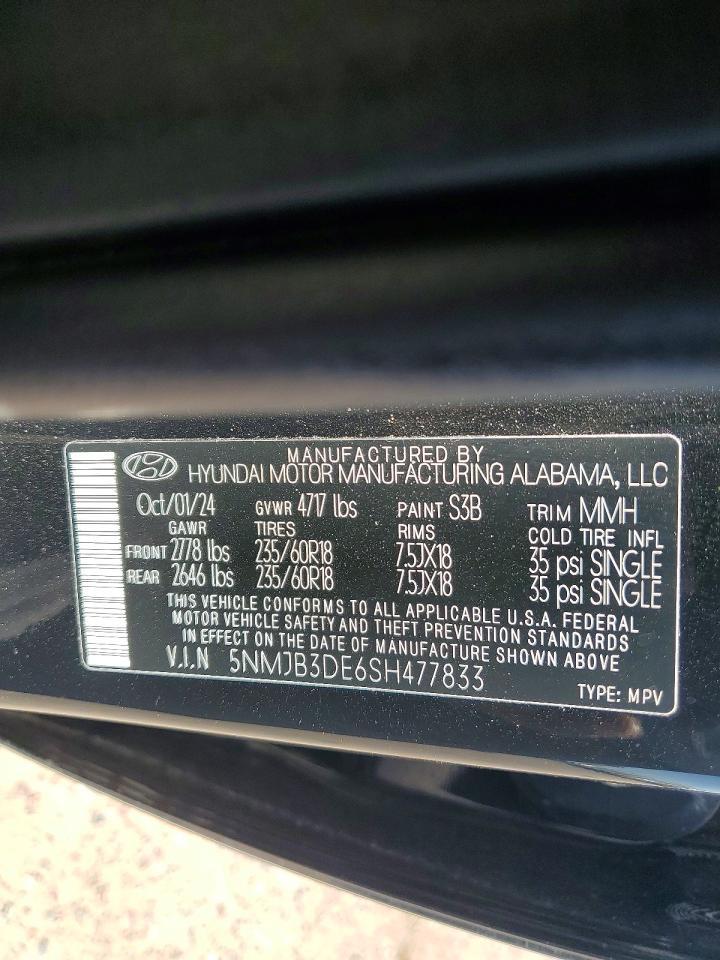 MANUFACTURED BY
HYUNDAI MOTOR MANUFACTURING ALABAMA, LLC
Oct/01/24 GVWR 4717 lbs PAINT S3B TRIM MMH
GAWR TIRES RIMS COLD TIRE INFL
FRONT 2778 lbs 235/60R18 7.5JX18 35 psi SINGLE
REAR 2646 lbs 235/60R18 7.5JX18 35 psi SINGLE
THIS VEHICLE CONFORMS TO ALL APPLICABLE U.S.A. FEDERAL
MOTOR VEHICLE SAFETY AND THEFT PREVENTION STANDARDS
IN EFFECT ON THE DATE OF MANUFACTURE SHOWN ABOVE
V.I.N 5NMJB3DE6SH477833
TYPE: MPV